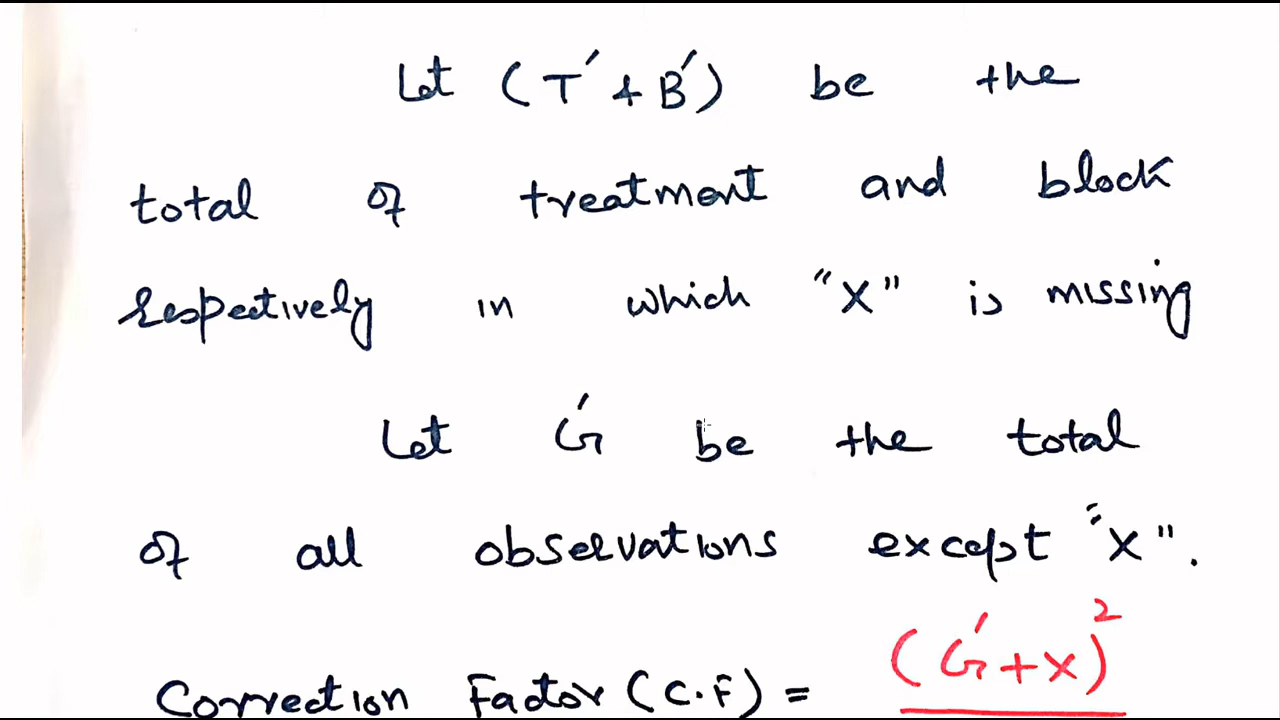 Let (T' + B') be the
total of treatment and block
respectively in which "X" is missing
Let G' be the total
of all observations except "X".
(G' + X)²
Correction Factor (C.F) =